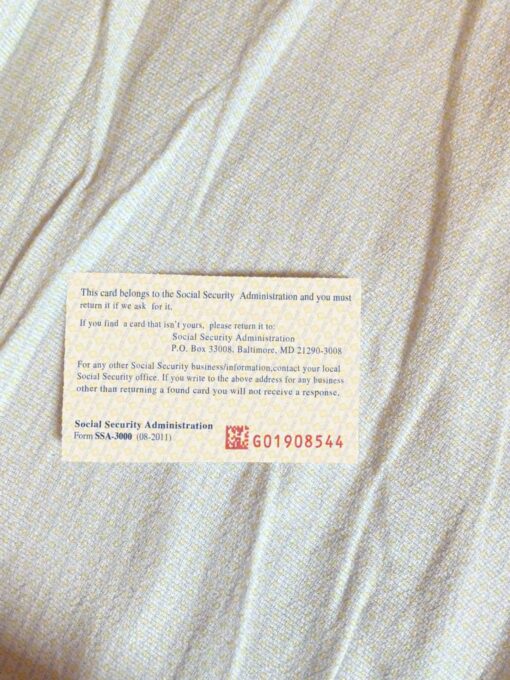 This card belongs to the Social Security Administration and you must
return it if we ask for it.
If you find a card that isn't yours, please return it to:
Social Security Administration
P.O. Box 33008, Baltimore, MD 21290-3008
For any other Social Security business/information,contact your local
Social Security office. If you write to the above address for any business
other than returning a found card you will not receive a response.
Social Security Administration
Form SSA-3000 (08-2011)
G01908544